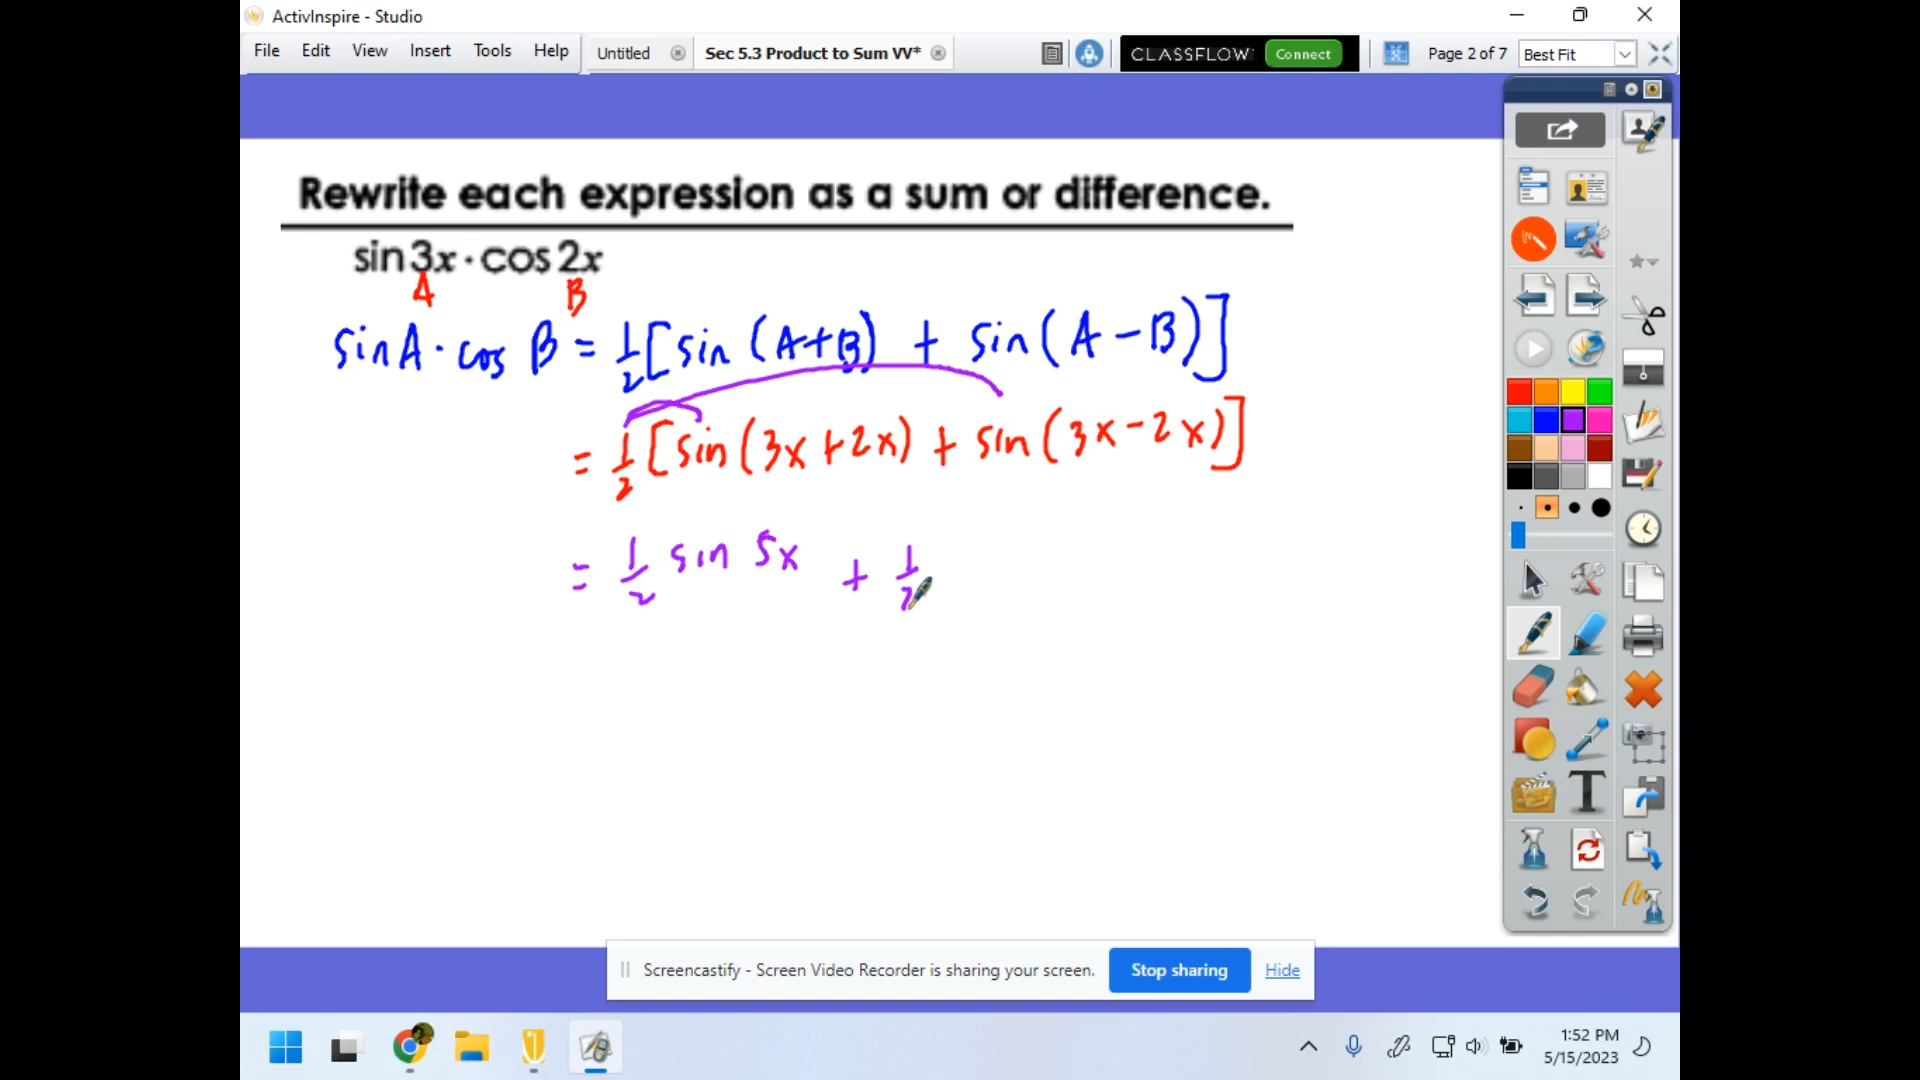 ActivInspire - Studio
File Edit View Insert Tools Help Untitled Sec 5.3 Product to Sum VV* CLASSFLOW Connect Page 2 of 7 Best Fit
Rewrite each expression as a sum or difference.
sin 3x · cos 2x
A B
sin A · cos B = 1/2 [sin (A+B) + sin (A - B)]
= 1/2 [sin (3x + 2x) + sin (3x - 2x)]
= 1/2 sin 5x + 1/2
T
Screencastify - Screen Video Recorder is sharing your screen. Stop sharing Hide
1:52 PM
5/15/2023